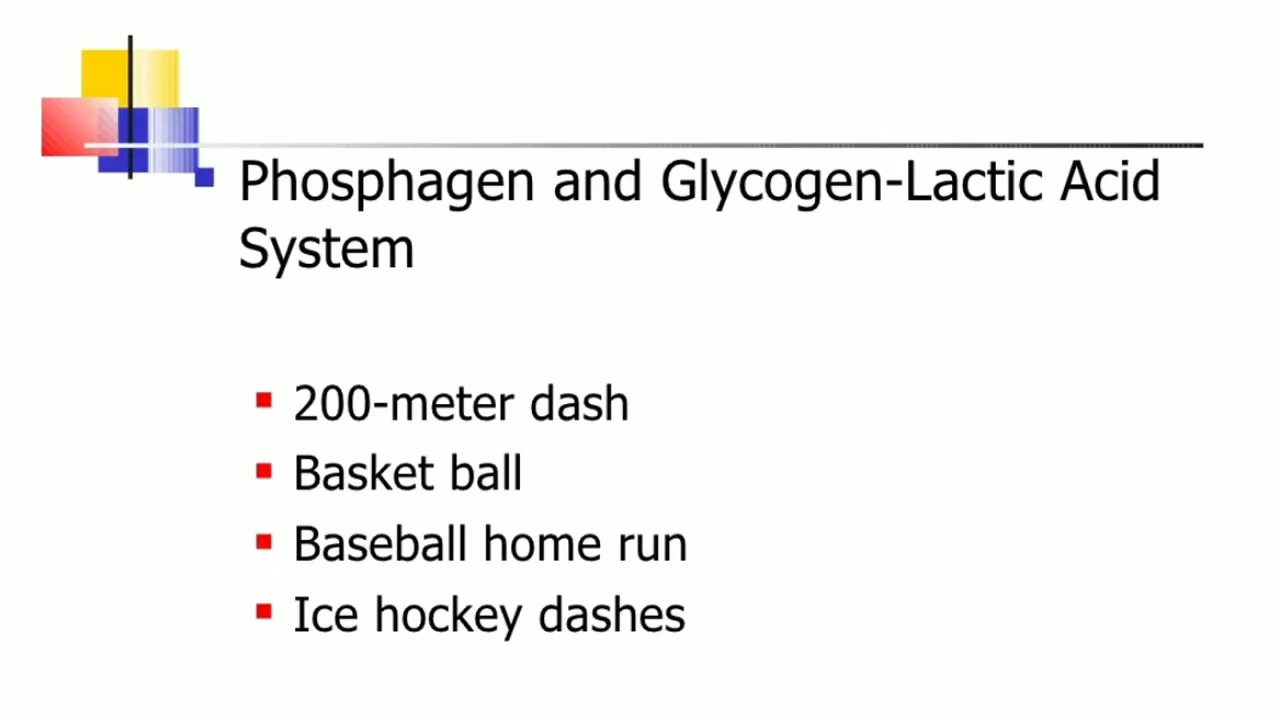 Phosphagen and Glycogen-Lactic Acid
System
200-meter dash
Basket ball
Baseball home run
Ice hockey dashes